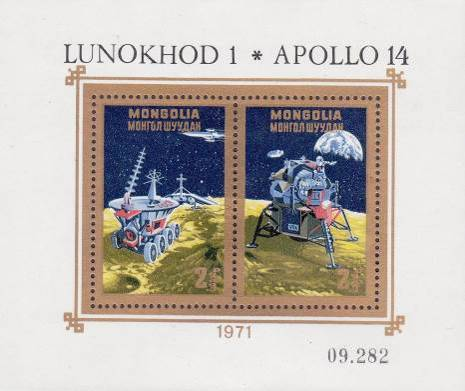 LUNOKHOD 1 * APOLLO 14
MONGOLIA
МОНГОЛ ШУУДАН
MONGOLIA
МОНГОЛ ШУУДАН
1971
09.282